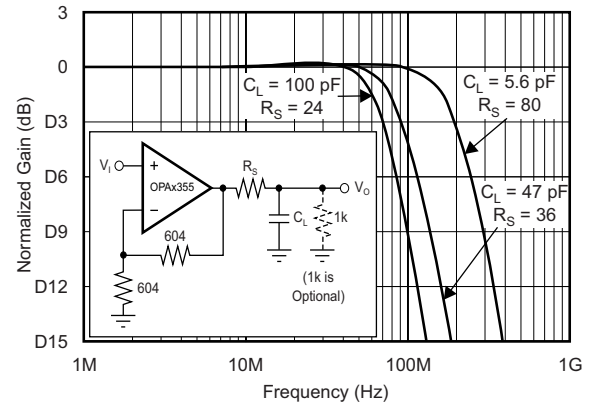 3
0
D3
D6
D9
D12
D15
Normalized Gain (dB)
C_L = 100 pF
R_S = 24
C_L = 5.6 pF
R_S = 80
C_L = 47 pF
R_S = 36
V_I
+
OPAx355
−
R_S
V_O
C_L
1k
604
604
(1k is
Optional)
1M
10M
100M
1G
Frequency (Hz)